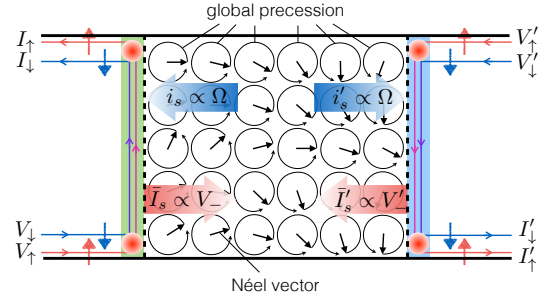 global precession
I↑ V′↑
I↓ V′↓
i_s ∝ Ω i′_s ∝ Ω
Ī_s ∝ V_− Ī′_s ∝ V′_−
V↓ I′↓
V↑ I′↑
Néel vector